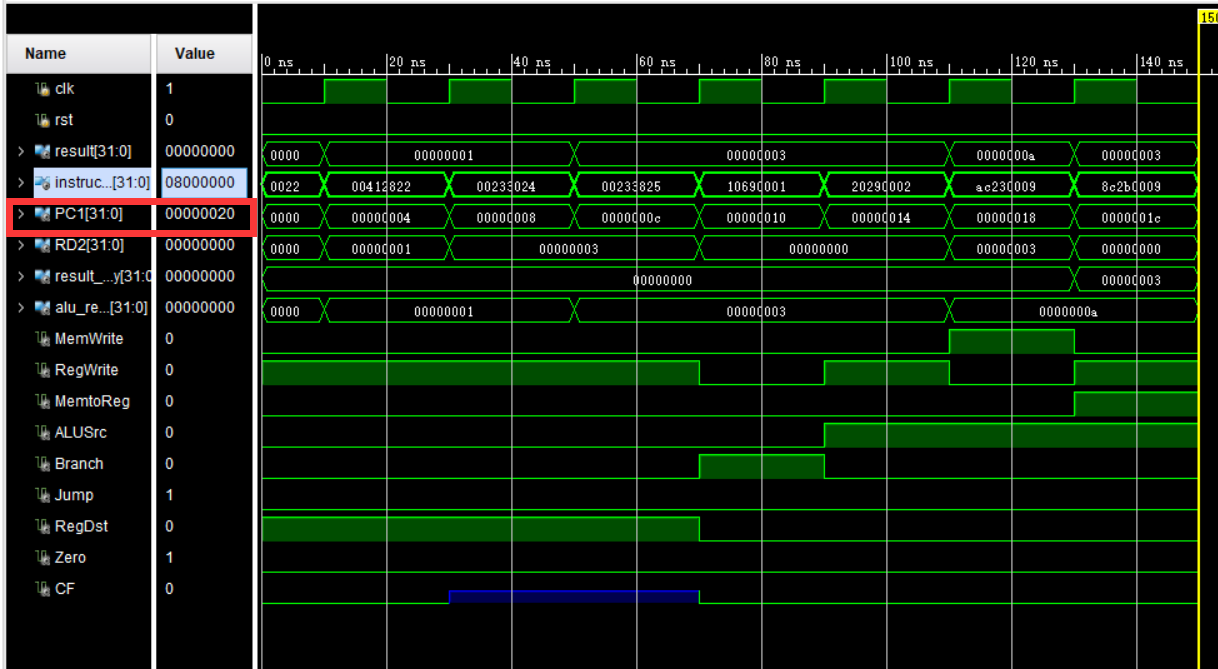 150
Name Value
0 ns 20 ns 40 ns 60 ns 80 ns 100 ns 120 ns 140 ns
clk 1
rst 0
result[31:0] 00000000 0000 00000001 00000003 0000000a 00000003
instruc...[31:0] 08000000 0022 00412822 00233024 00233825 10690001 20290002 ac230009 8c2b0009
PC1[31:0] 00000020 0000 00000004 00000008 0000000c 00000010 00000014 00000018 0000001c
RD2[31:0] 00000000 0000 00000001 00000003 00000000 00000003 00000000
result_...y[31:0 00000000 00000000 00000003
alu_re...[31:0] 00000000 0000 00000001 00000003 0000000a
MemWrite 0
RegWrite 0
MemtoReg 0
ALUSrc 0
Branch 0
Jump 1
RegDst 0
Zero 1
CF 0